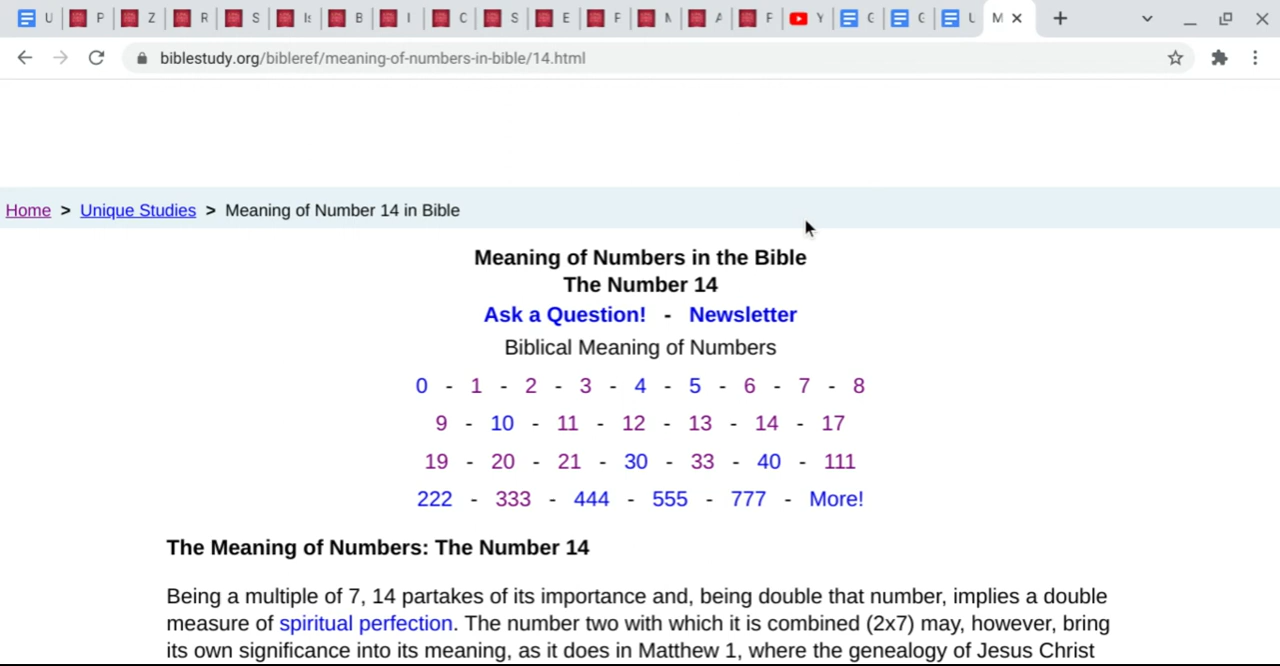 U P Z R S Is B I C S E F M A F Y G G U M
biblestudy.org/bibleref/meaning-of-numbers-in-bible/14.html
Home > Unique Studies > Meaning of Number 14 in Bible
Meaning of Numbers in the Bible
The Number 14
Ask a Question! - Newsletter
Biblical Meaning of Numbers
0 - 1 - 2 - 3 - 4 - 5 - 6 - 7 - 8
9 - 10 - 11 - 12 - 13 - 14 - 17
19 - 20 - 21 - 30 - 33 - 40 - 111
222 - 333 - 444 - 555 - 777 - More!
The Meaning of Numbers: The Number 14
Being a multiple of 7, 14 partakes of its importance and, being double that number, implies a double
measure of spiritual perfection. The number two with which it is combined (2x7) may, however, bring
its own significance into its meaning, as it does in Matthew 1, where the genealogy of Jesus Christ